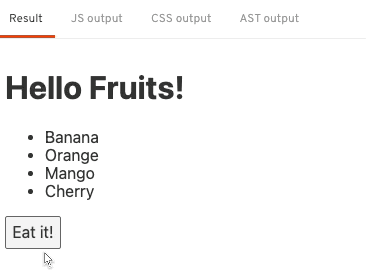 Result JS output CSS output AST output
Hello Fruits!
Banana
Orange
Mango
Cherry
Eat it!